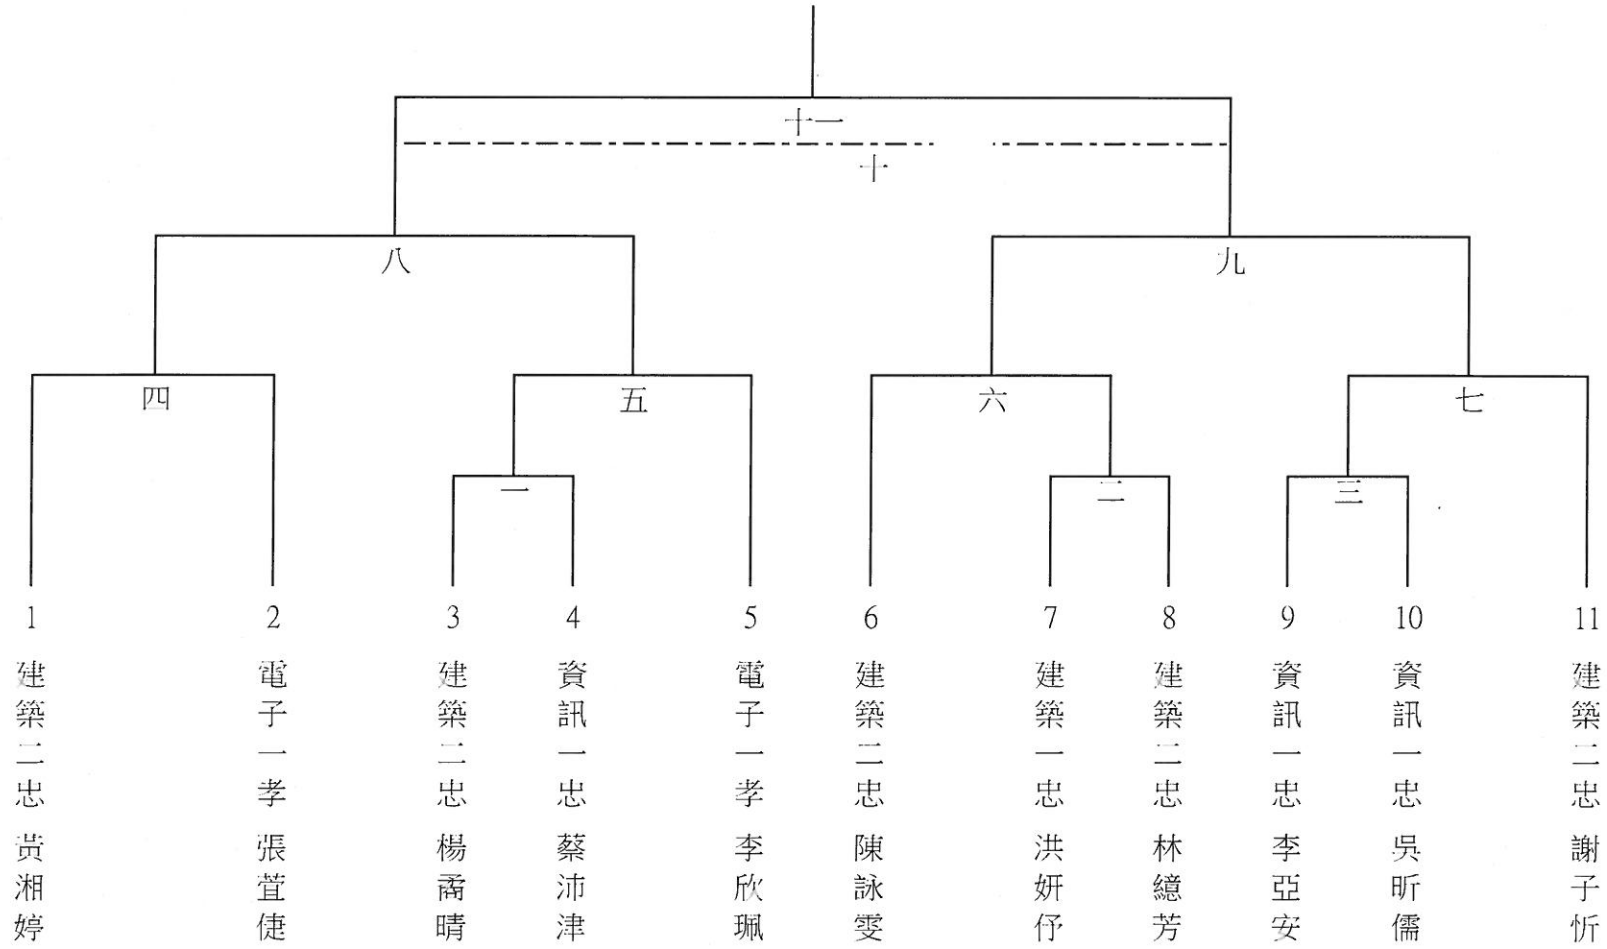 十一
十
八
九
四
五
六
七
一
二
三
1
2
3
4
5
6
7
8
9
10
11
建築二忠 黃湘婷
電子一孝 張萓倢
建築二忠 楊矞晴
資訊一忠 蔡沛津
電子一孝 李欣珮
建築二忠 陳詠雯
建築一忠 洪妍伃
建築二忠 林繶芳
資訊一忠 李亞安
資訊一忠 吳昕儒
建築二忠 謝子忻